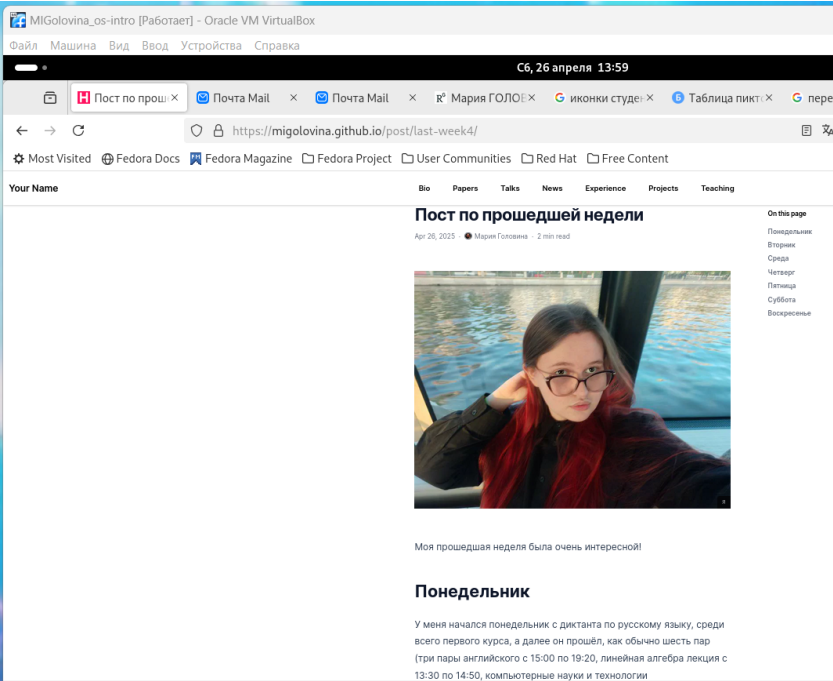 MIGolovina_os-intro [Работает] - Oracle VM VirtualBox
Файл Машина Вид Ввод Устройства Справка
Сб, 26 апреля 13:59
Пост по прош
Почта Mail
Почта Mail
Мария ГОЛОВ
иконки студен
Таблица пикто
пере
https://migolovina.github.io/post/last-week4/
Most Visited Fedora Docs Fedora Magazine Fedora Project User Communities Red Hat Free Content
Your Name Bio Papers Talks News Experience Projects Teaching
Пост по прошедшей недели
Apr 26, 2025 · Мария Головина · 2 min read
On this page
Понедельник
Вторник
Среда
Четверг
Пятница
Суббота
Воскресенье
Моя прошедшая неделя была очень интересной!
Понедельник
У меня начался понедельник с диктанта по русскому языку, среди
всего первого курса, а далее он прошёл, как обычно шесть пар
(три пары английского с 15:00 по 19:20, линейная алгебра лекция с
13:30 по 14:50, компьютерные науки и технологии